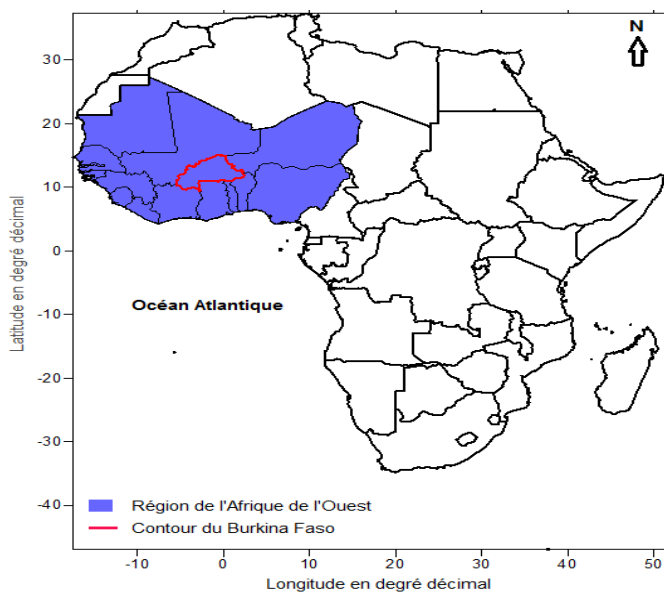 N
30
20
10
0
-10
-20
-30
-40
Latitude en degré décimal
Océan Atlantique
Région de l'Afrique de l'Ouest
Contour du Burkina Faso
-10 0 10 20 30 40 50
Longitude en degré décimal